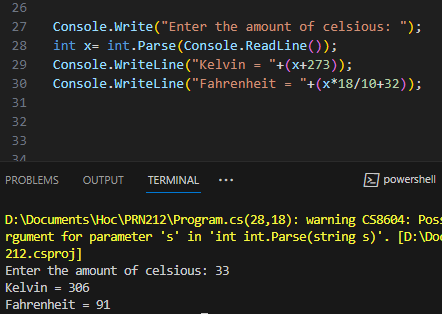 26
27 Console.Write("Enter the amount of celsious: ");
28 int x= int.Parse(Console.ReadLine());
29 Console.WriteLine("Kelvin = "+(x+273));
30 Console.WriteLine("Fahrenheit = "+(x*18/10+32));
31
32
33
34
PROBLEMS OUTPUT TERMINAL ··· powershell
D:\Documents\Hoc\PRN212\Program.cs(28,18): warning CS8604: Poss
rgument for parameter 's' in 'int int.Parse(string s)'. [D:\Doc
212.csproj]
Enter the amount of celsious: 33
Kelvin = 306
Fahrenheit = 91